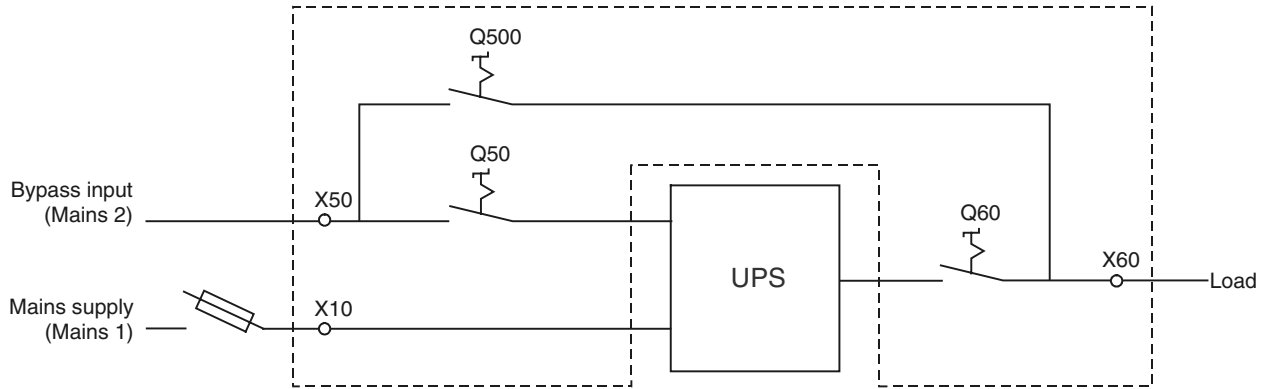 Q500
Q50
Bypass input
(Mains 2)
X50
Q60
UPS
X60
Load
Mains supply
(Mains 1)
X10